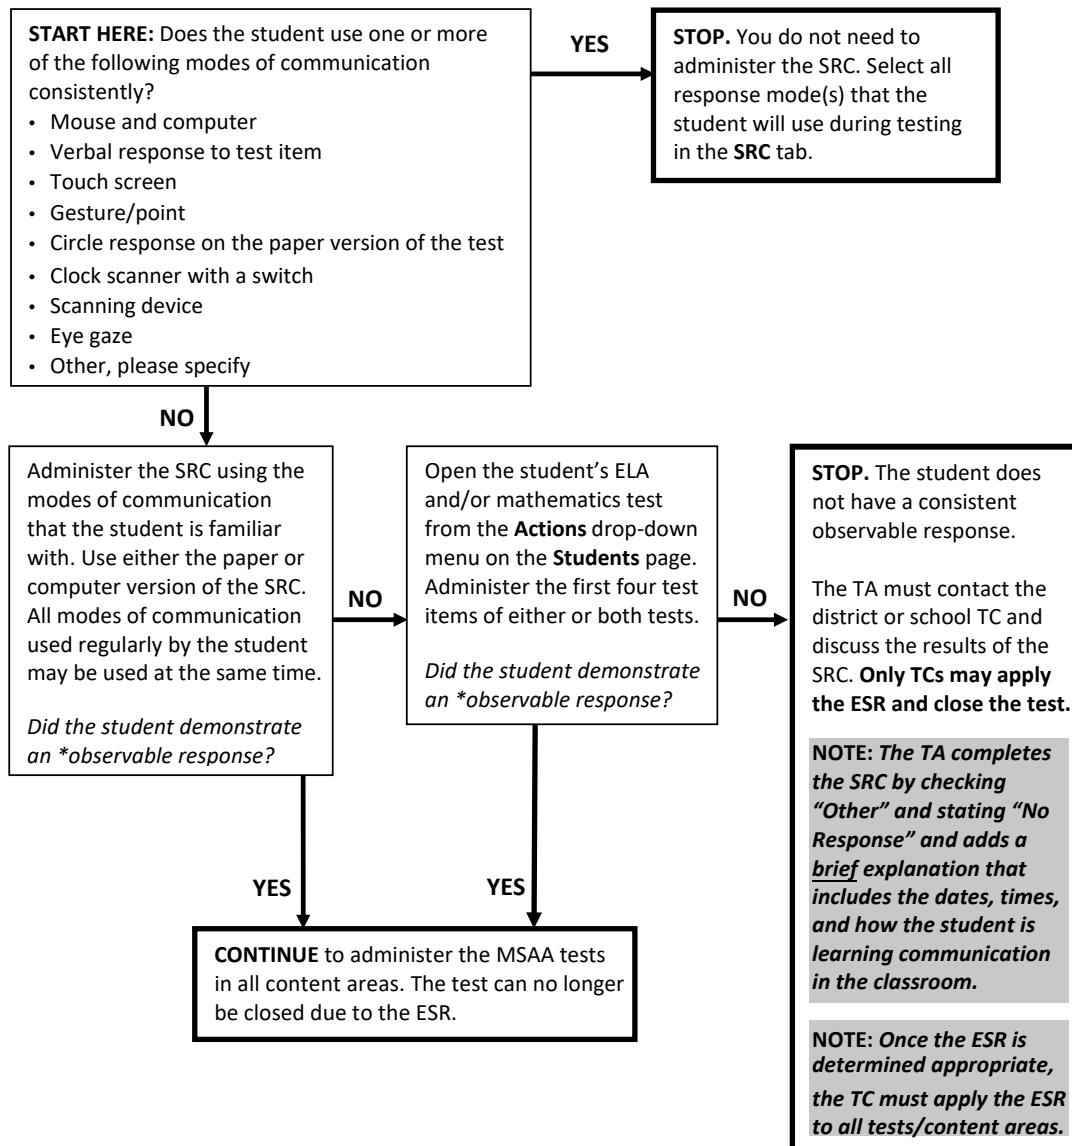 START HERE: Does the student use one or more
of the following modes of communication
consistently?
• Mouse and computer
• Verbal response to test item
• Touch screen
• Gesture/point
• Circle response on the paper version of the test
• Clock scanner with a switch
• Scanning device
• Eye gaze
• Other, please specify
YES
STOP. You do not need to
administer the SRC. Select all
response mode(s) that the
student will use during testing
in the SRC tab.
NO
Administer the SRC using the
modes of communication
that the student is familiar
with. Use either the paper or
computer version of the SRC.
All modes of communication
used regularly by the student
may be used at the same time.
Did the student demonstrate
an *observable response?
NO
Open the student’s ELA
and/or mathematics test
from the Actions drop-down
menu on the Students page.
Administer the first four test
items of either or both tests.
Did the student demonstrate
an *observable response?
NO
STOP. The student does
not have a consistent
observable response.
The TA must contact the
district or school TC and
discuss the results of the
SRC. Only TCs may apply
the ESR and close the test.
NOTE: The TA completes
the SRC by checking
“Other” and stating “No
Response” and adds a
brief explanation that
includes the dates, times,
and how the student is
learning communication
in the classroom.
NOTE: Once the ESR is
determined appropriate,
the TC must apply the ESR
to all tests/content areas.
YES
YES
CONTINUE to administer the MSAA tests
in all content areas. The test can no longer
be closed due to the ESR.